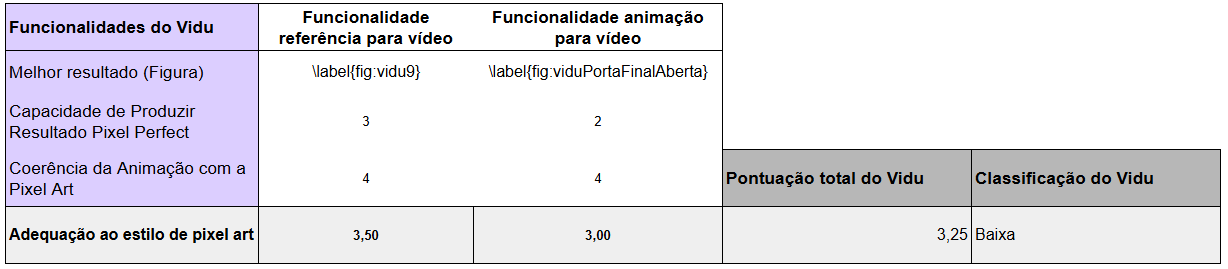 Funcionalidades do Vidu
Funcionalidade
referência para vídeo
Funcionalidade animação
para vídeo
Melhor resultado (Figura)
\label{fig:vidu9}
\label{fig:viduPortaFinalAberta}
Capacidade de Produzir
Resultado Pixel Perfect
3
2
Coerência da Animação com a
Pixel Art
4
4
Pontuação total do Vidu
Classificação do Vidu
Adequação ao estilo de pixel art
3,50
3,00
3,25
Baixa